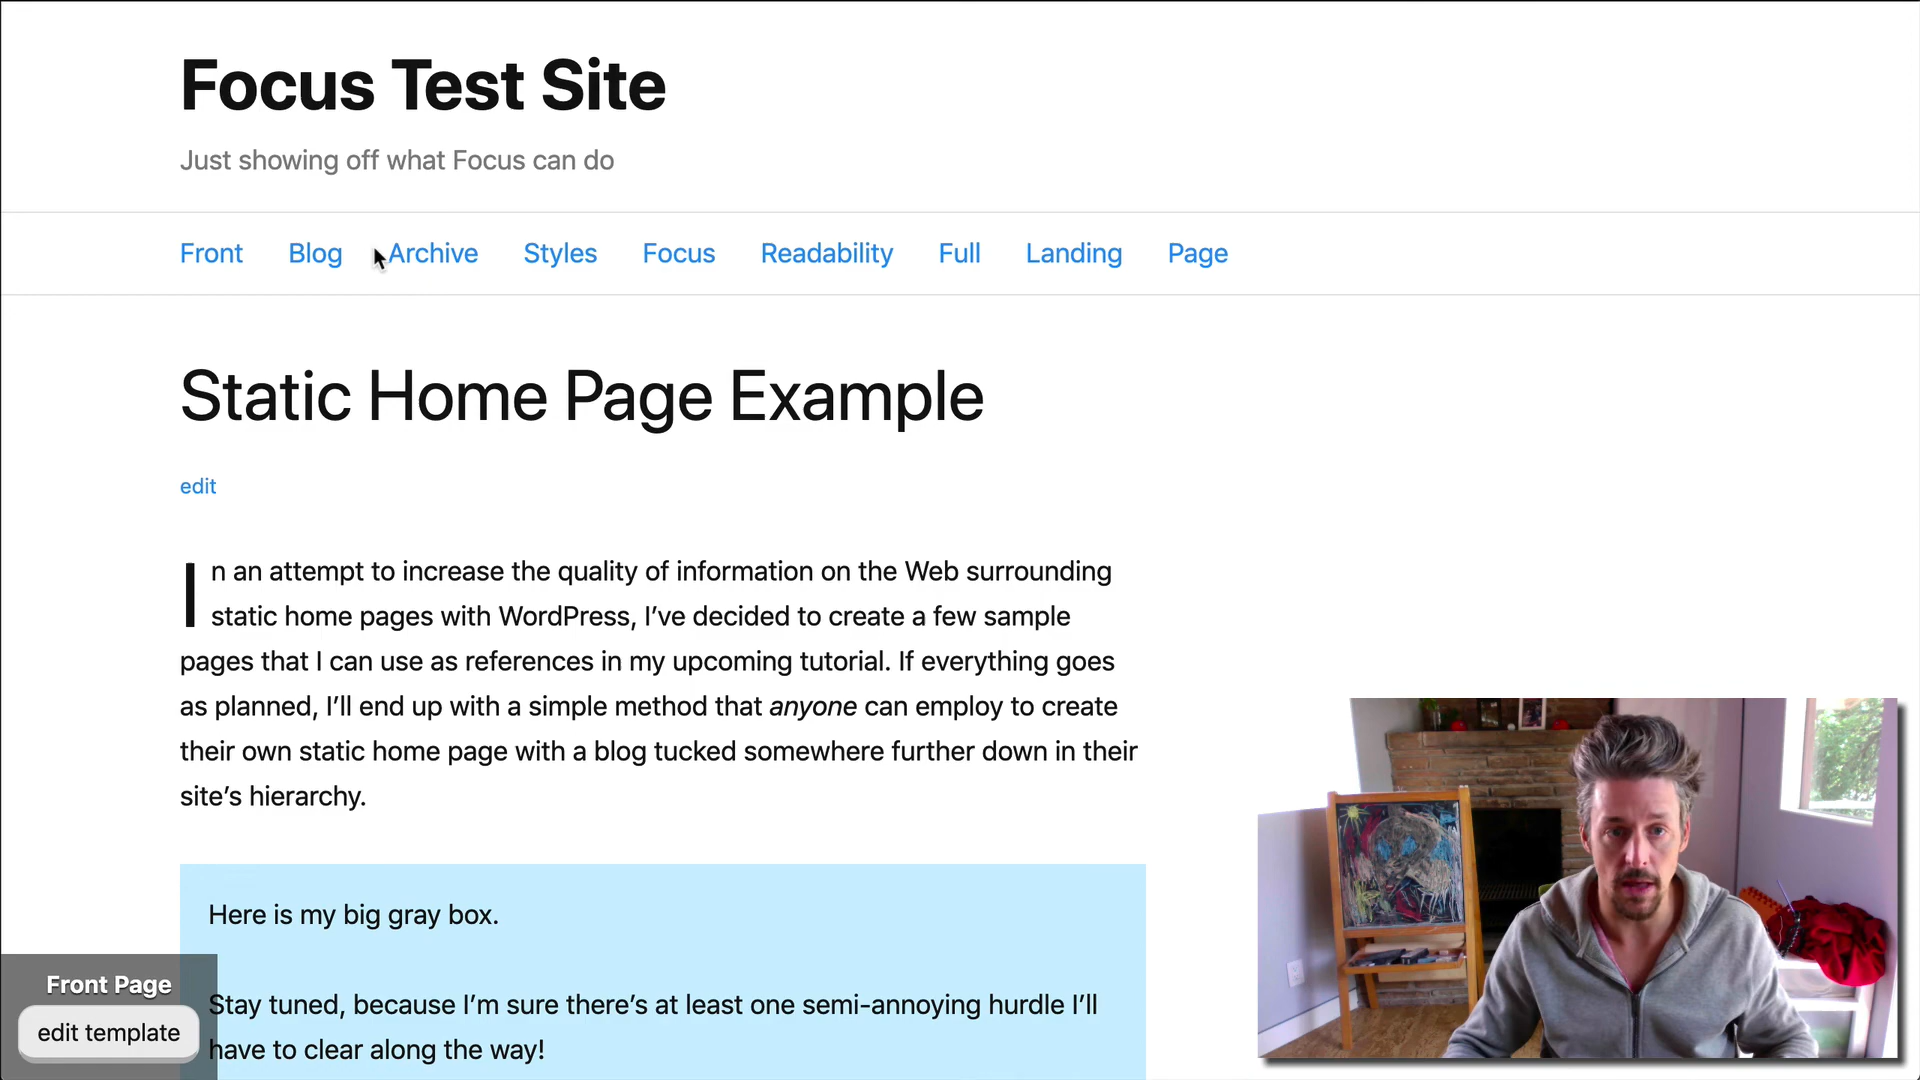 Focus Test Site
Just showing off what Focus can do
Front Blog Archive Styles Focus Readability Full Landing Page
Static Home Page Example
edit
In an attempt to increase the quality of information on the Web surrounding
static home pages with WordPress, I’ve decided to create a few sample
pages that I can use as references in my upcoming tutorial. If everything goes
as planned, I’ll end up with a simple method that anyone can employ to create
their own static home page with a blog tucked somewhere further down in their
site’s hierarchy.
Here is my big gray box.
Stay tuned, because I’m sure there’s at least one semi-annoying hurdle I’ll
have to clear along the way!
Front Page
edit template